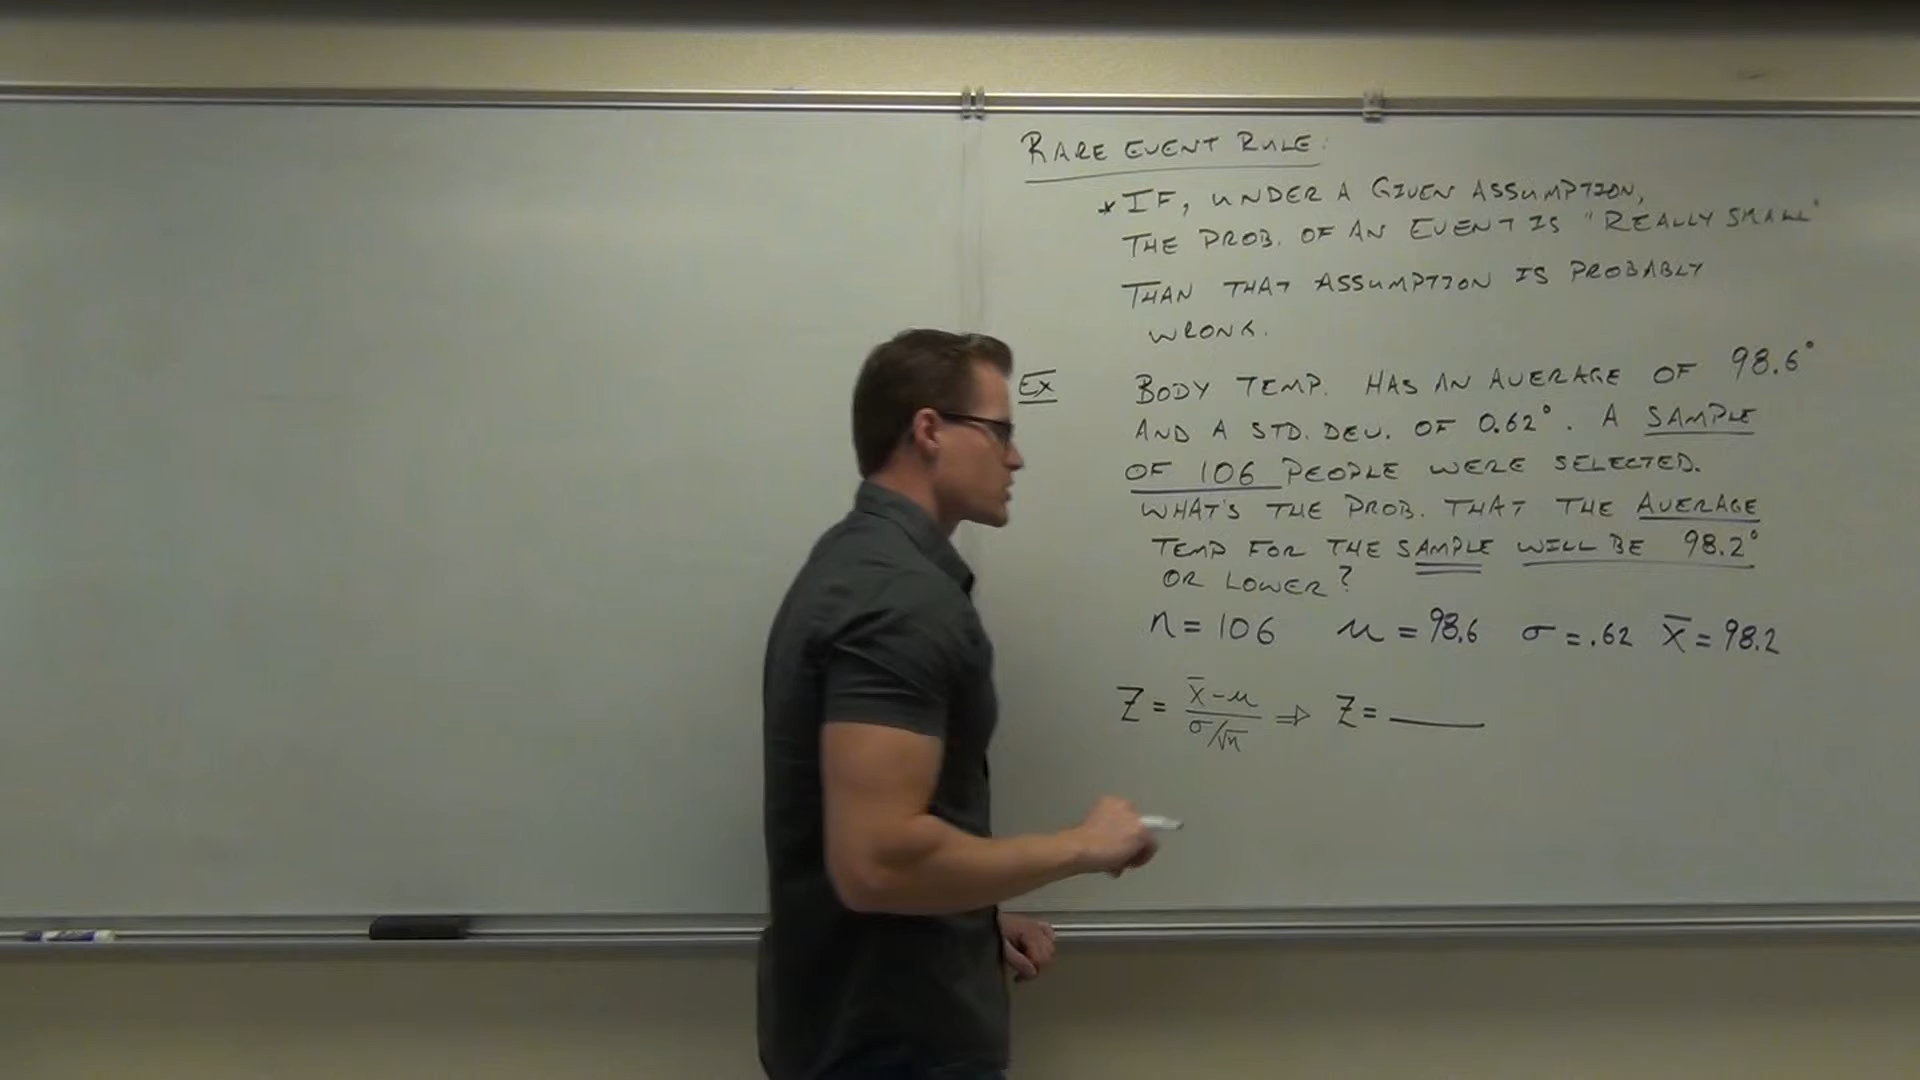 RARE EVENT RULE:
* IF, UNDER A GIVEN ASSUMPTION,
THE PROB. OF AN EVENT IS "REALLY SMALL"
THAN THAT ASSUMPTION IS PROBABLY
WRONG.
EX BODY TEMP. HAS AN AVERAGE OF 98.6°
AND A STD. DEV. OF 0.62°. A SAMPLE
OF 106 PEOPLE WERE SELECTED.
WHAT'S THE PROB. THAT THE AVERAGE
TEMP FOR THE SAMPLE WILL BE 98.2°
OR LOWER?
n = 106 μ = 98.6 σ = .62 x̄ = 98.2
Z = (x̄ - μ)/(σ/√n) ⇒ Z = ____